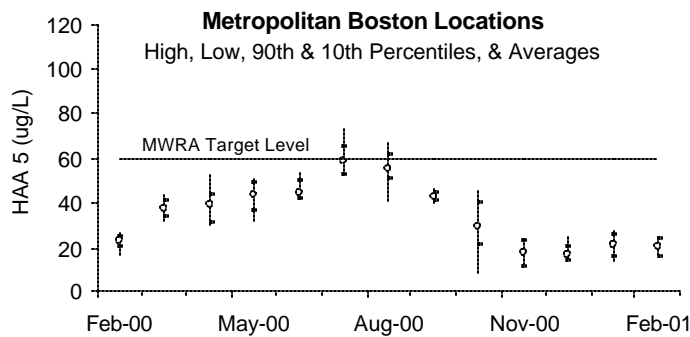 Metropolitan Boston Locations
High, Low, 90th & 10th Percentiles, & Averages
HAA 5 (ug/L)
120
100
80
60
40
20
0
MWRA Target Level
Feb-00 May-00 Aug-00 Nov-00 Feb-01